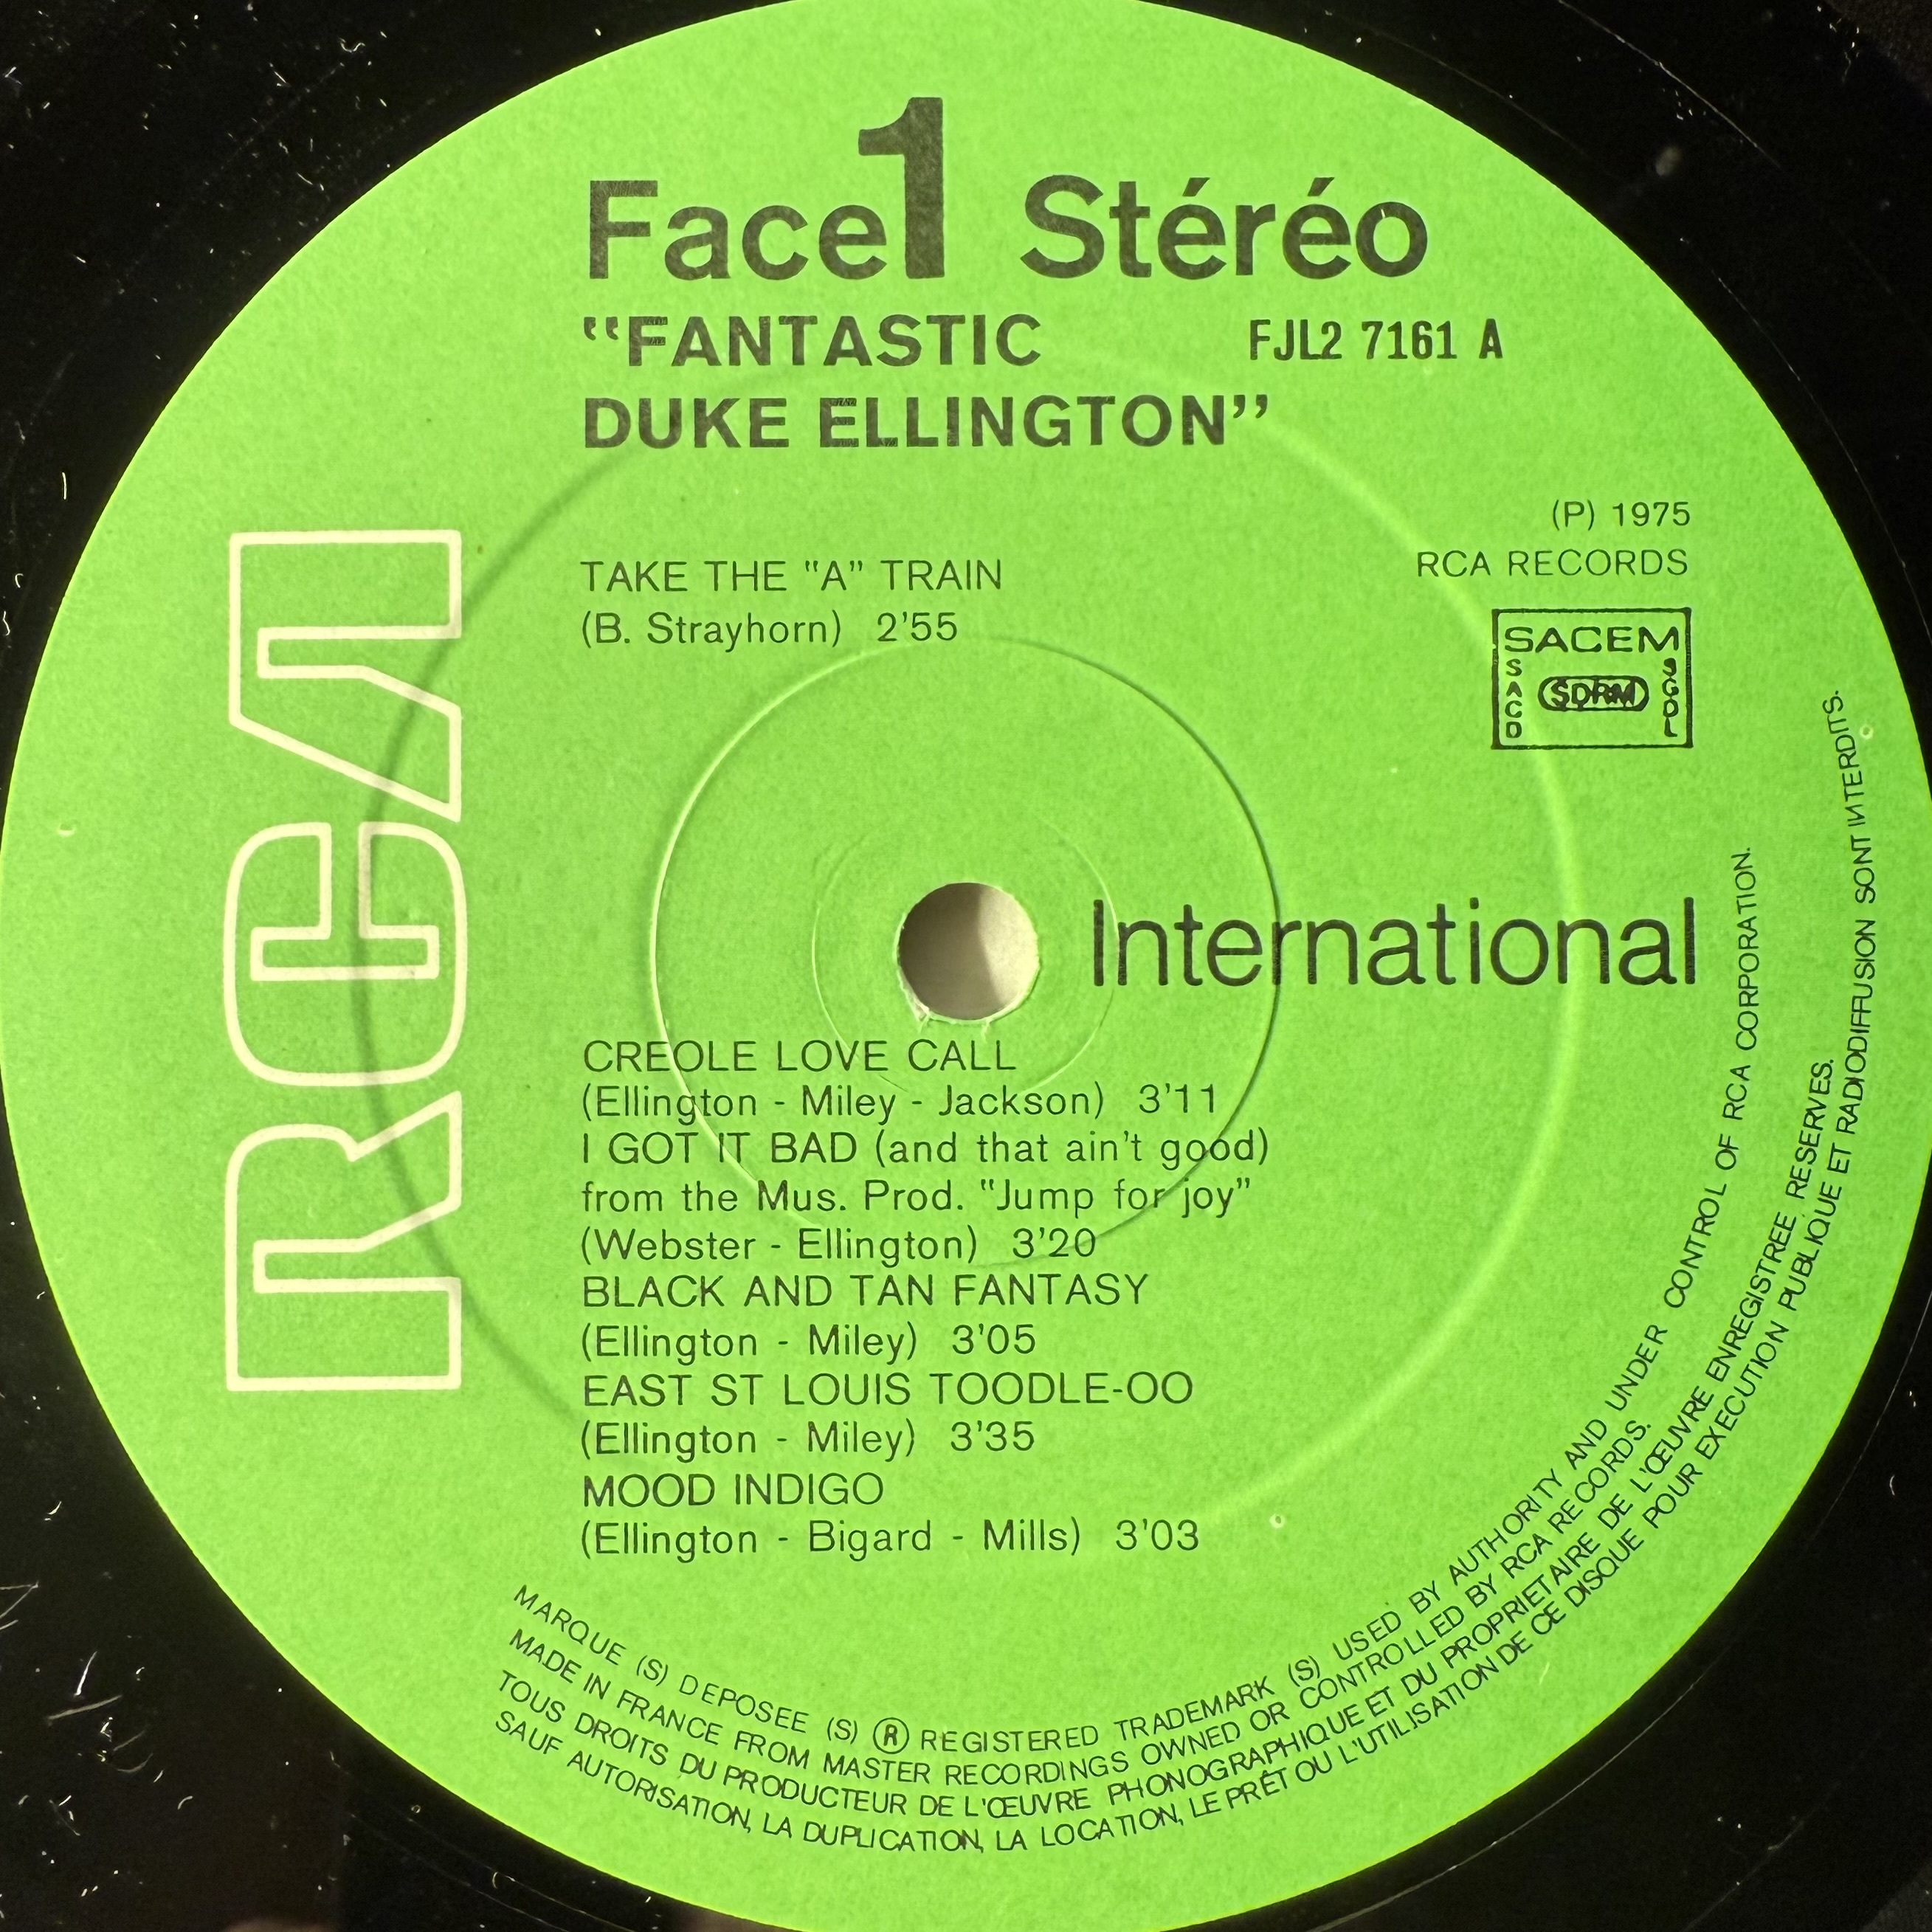 Face 1 Stéréo
"FANTASTIC
DUKE ELLINGTON"
FJL2 7161 A
(P) 1975
RCA RECORDS
TAKE THE "A" TRAIN
(B. Strayhorn) 2'55
SACEM
SACD
SDRM
SGDL
RCA
International
CREOLE LOVE CALL
(Ellington - Miley - Jackson) 3'11
I GOT IT BAD (and that ain't good)
from the Mus. Prod. "Jump for joy"
(Webster - Ellington) 3'20
BLACK AND TAN FANTASY
(Ellington - Miley) 3'05
EAST ST LOUIS TOODLE-OO
(Ellington - Miley) 3'35
MOOD INDIGO
(Ellington - Bigard - Mills) 3'03
MARQUE (S) DEPOSEE (S) ® REGISTERED TRADEMARK (S) USED BY AUTHORITY AND UNDER CONTROL OF RCA CORPORATION.
MADE IN FRANCE FROM MASTER RECORDINGS OWNED OR CONTROLLED BY RCA RECORDS.
TOUS DROITS DU PRODUCTEUR DE L'ŒUVRE PHONOGRAPHIQUE ET DU PROPRIETAIRE DE L'ŒUVRE ENREGISTREE RESERVES.
SAUF AUTORISATION, LA DUPLICATION, LA LOCATION, LE PRÊT OU L'UTILISATION DE CE DISQUE POUR EXECUTION PUBLIQUE ET RADIODIFFUSION SONT INTERDITS.